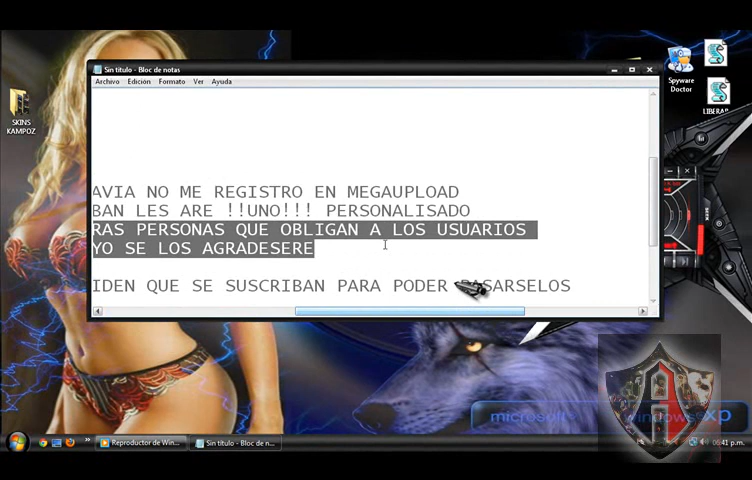 Sin título - Bloc de notas
Archivo Edición Formato Ver Ayuda
AVIA NO ME REGISTRO EN MEGAUPLOAD
BAN LES ARE !!UNO!!! PERSONALISADO
RAS PERSONAS QUE OBLIGAN A LOS USUARIOS
YO SE LOS AGRADESERE
IDEN QUE SE SUSCRIBAN PARA PODER PASARSELOS
SKINS
KAMPOZ
Spyware
Doctor
LIBERAR
microsoft windows xp
Reproductor de Win...
Sin título - Bloc de n...
06:41 p.m.